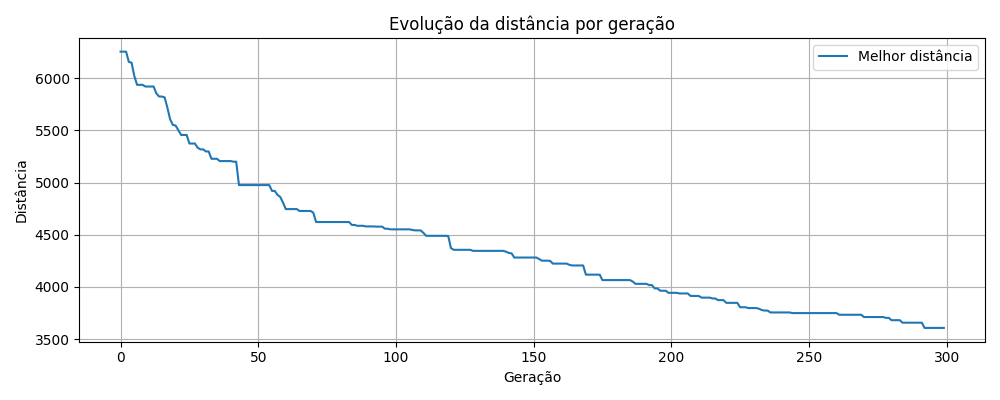 Evolução da distância por geração
Melhor distância
Distância
6000
5500
5000
4500
4000
3500
0 50 100 150 200 250 300
Geração